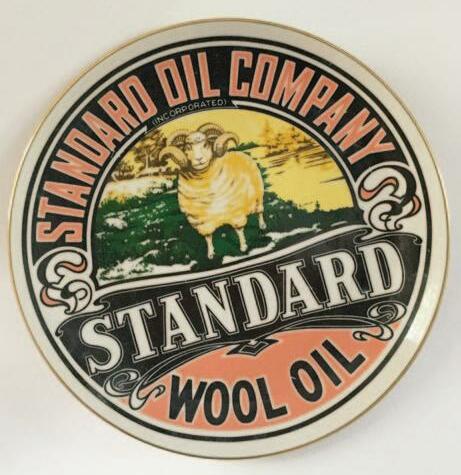 STANDARD OIL COMPANY
(INCORPORATED)
STANDARD
WOOL OIL